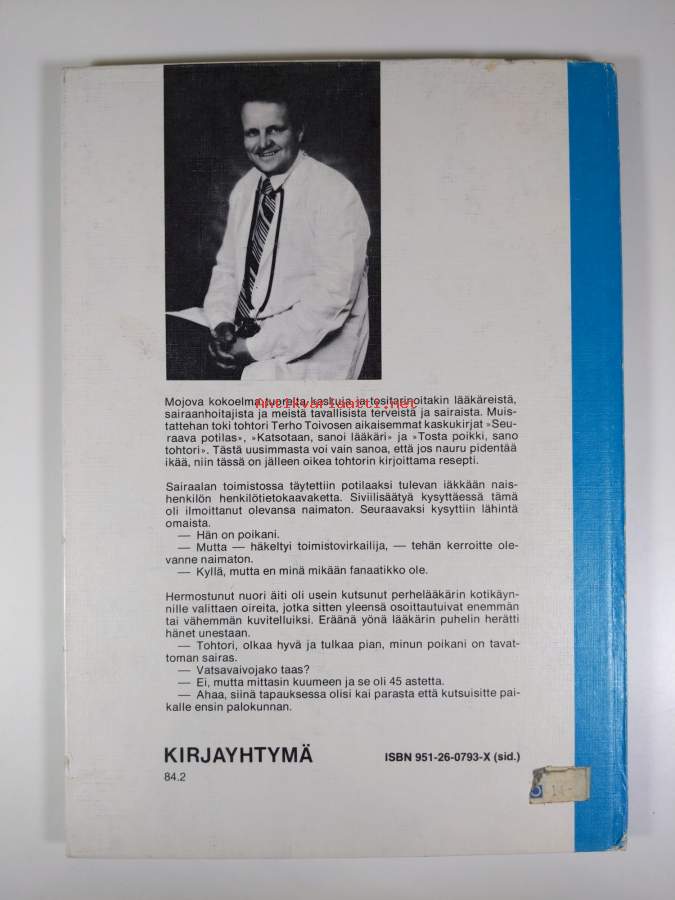 Mojova kokoelma tuoreita kaskuja ja tositarinoitakin lääkäreistä,
Antikvariaatti.net
sairaanhoitajista ja meistä tavallisista terveistä ja sairaista. Muis-
tattehan toki tohtori Terho Toivosen aikaisemmat kaskukirjat »Seu-
raava potilas», »Katsotaan, sanoi lääkäri» ja »Tosta poikki, sano
tohtori». Tästä uusimmasta voi vain sanoa, että jos nauru pidentää
ikää, niin tässä on jälleen oikea tohtorin kirjoittama resepti.
Sairaalan toimistossa täytettiin potilaaksi tulevan iäkkään nais-
henkilön henkilötietokaavaketta. Siviilisäätyä kysyttäessä tämä
oli ilmoittanut olevansa naimaton. Seuraavaksi kysyttiin lähintä
omaista.
— Hän on poikani.
— Mutta — häkeltyi toimistovirkailija, — tehän kerroitte ole-
vanne naimaton.
— Kyllä, mutta en minä mikään fanaatikko ole.
Hermostunut nuori äiti oli usein kutsunut perhelääkärin kotikäyn-
nille valittaen oireita, jotka sitten yleensä osoittautuivat enemmän
tai vähemmän kuvitelluiksi. Eräänä yönä lääkärin puhelin herätti
hänet unestaan.
— Tohtori, olkaa hyvä ja tulkaa pian, minun poikani on tavat-
toman sairas.
— Vatsavaivojako taas?
— Ei, mutta mittasin kuumeen ja se oli 45 astetta.
— Ahaa, siinä tapauksessa olisi kai parasta että kutsuisitte pai-
kalle ensin palokunnan.
KIRJAYHTYMÄ ISBN 951-26-0793-X (sid.)
84.2